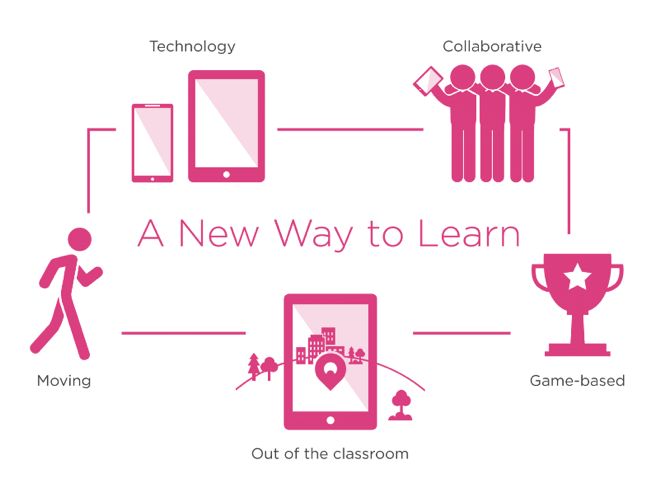 Technology
Collaborative
A New Way to Learn
Moving
Game-based
Out of the classroom